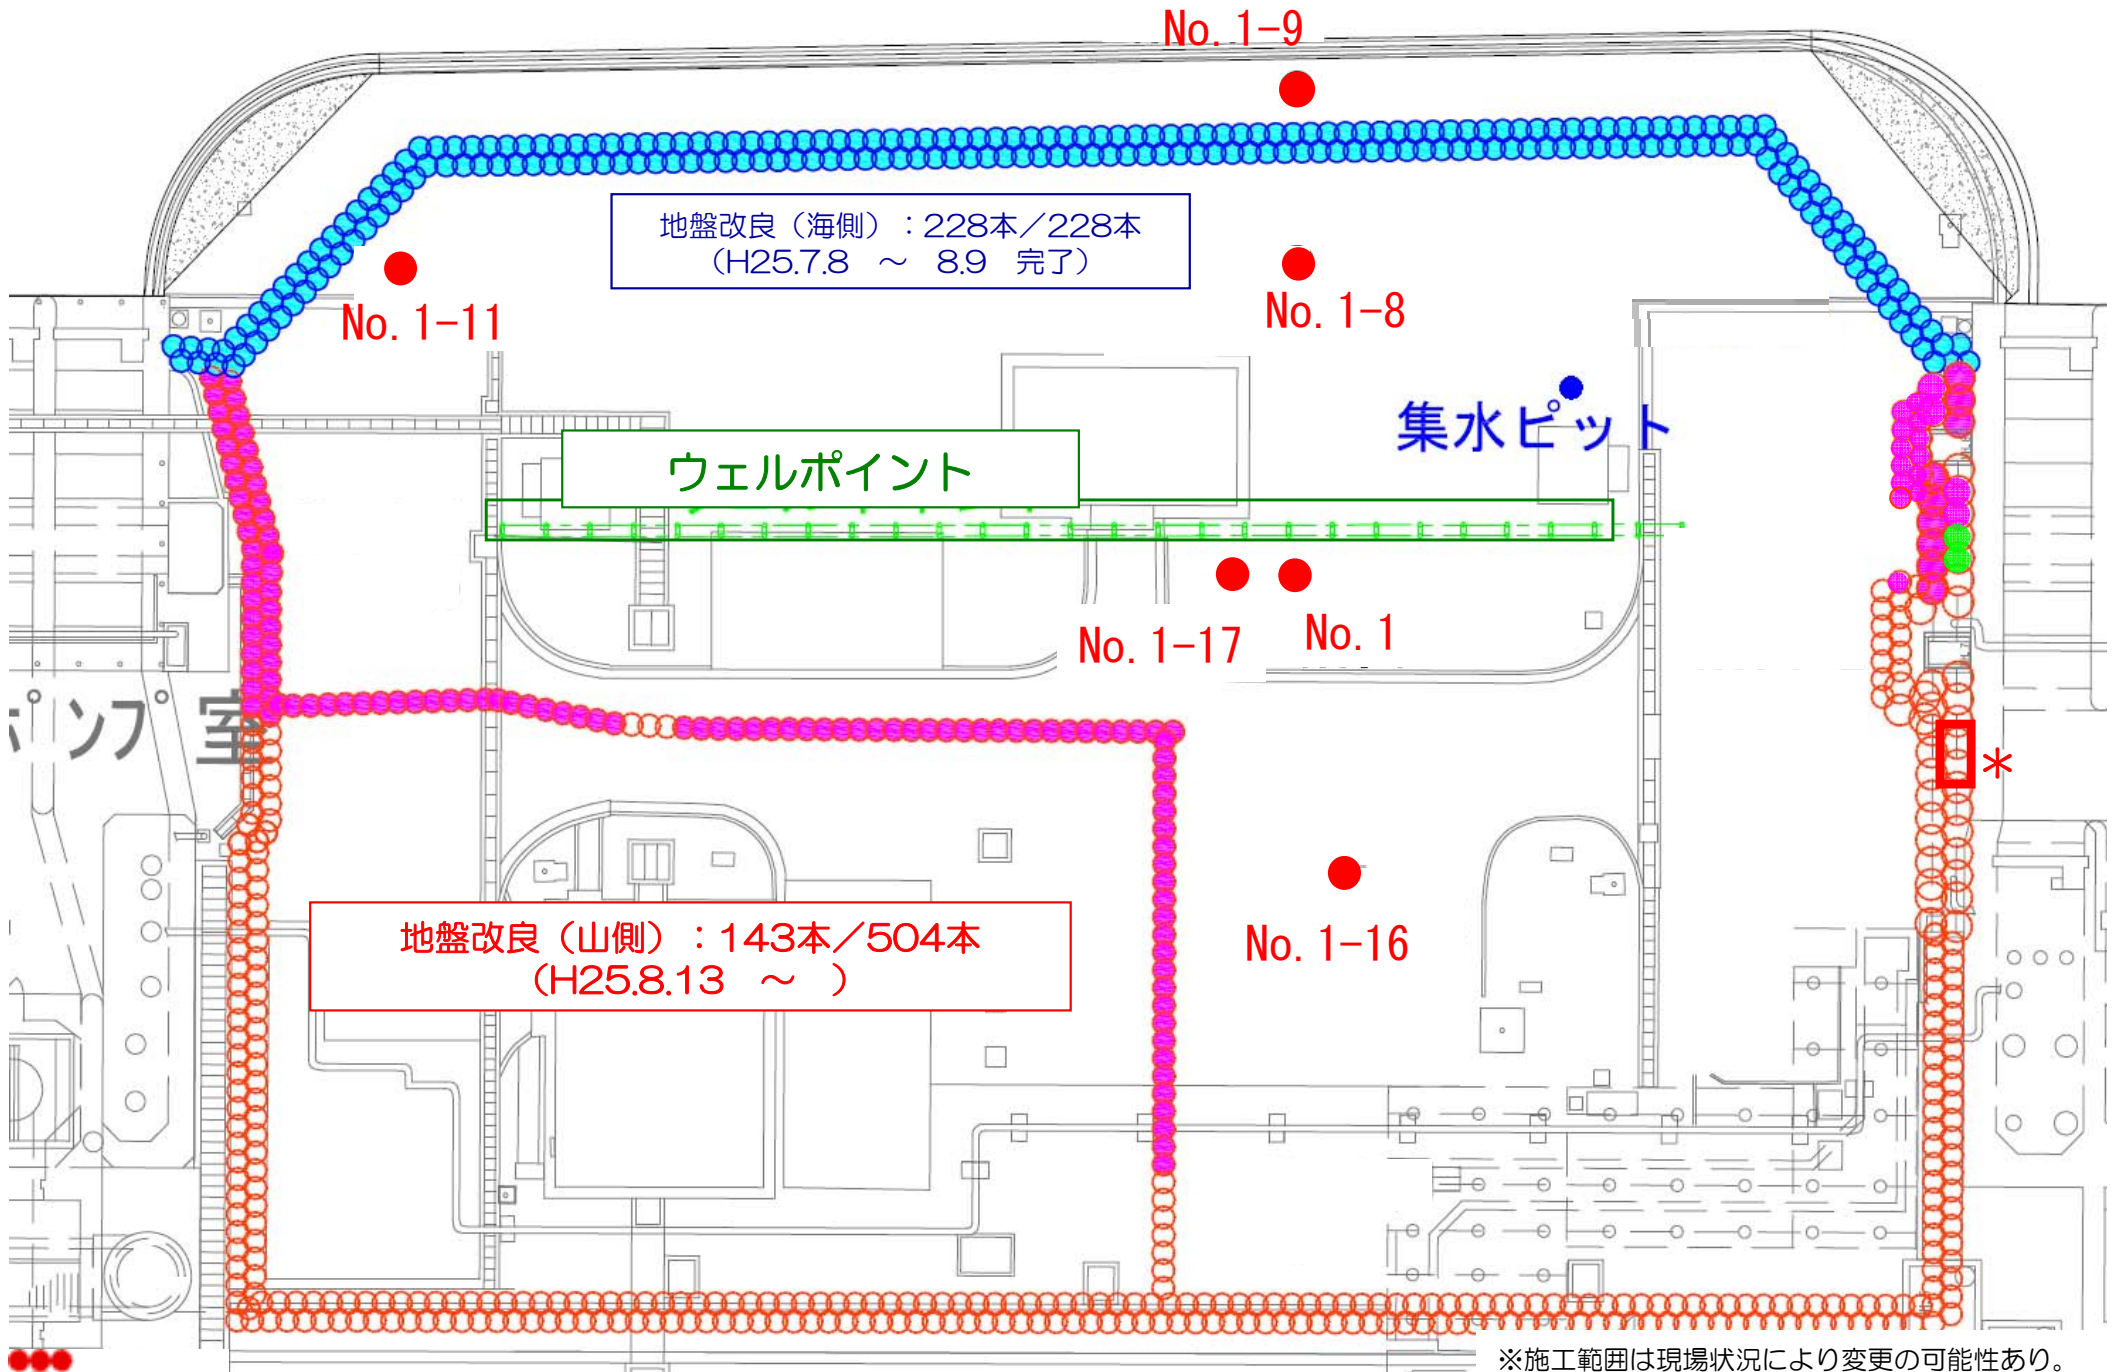 No. 1-9
地盤改良（海側）：228本／228本
（H25.7.8　～　8.9　完了）
No. 1-11
No. 1-8
集水ピット
ウェルポイント
No. 1-17
No. 1
ポンプ室
No. 1-16
地盤改良（山側）：143本／504本
（H25.8.13　～　）
＊
※施工範囲は現場状況により変更の可能性あり。